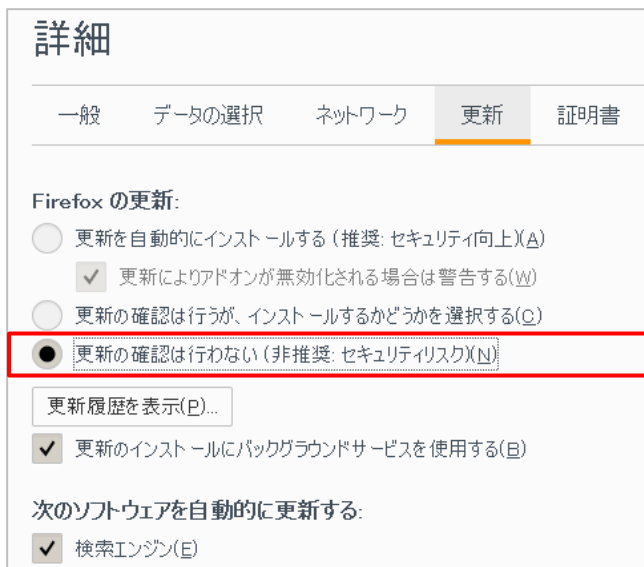 詳細
一般 データの選択 ネットワーク 更新 証明書
Firefox の更新:
更新を自動的にインストールする (推奨: セキュリティ向上)(A)
更新によりアドオンが無効化される場合は警告する(W)
更新の確認は行うが、インストールするかどうかを選択する(C)
更新の確認は行わない (非推奨: セキュリティリスク)(N)
更新履歴を表示(P)...
更新のインストールにバックグラウンドサービスを使用する(B)
次のソフトウェアを自動的に更新する:
検索エンジン(E)